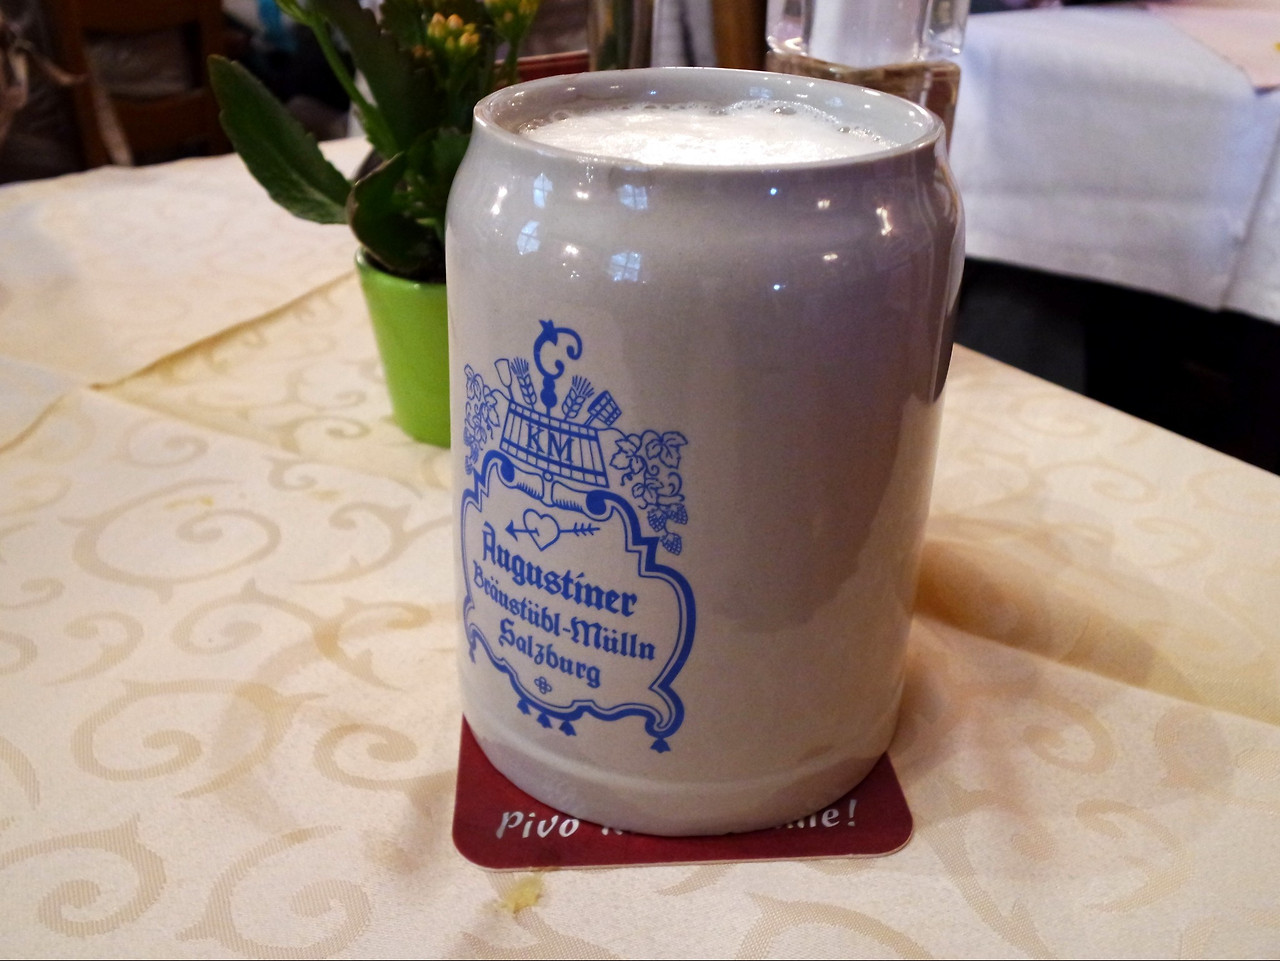 KM
Augustiner
Bräustübl-Mülln
Salzburg
Pivo !